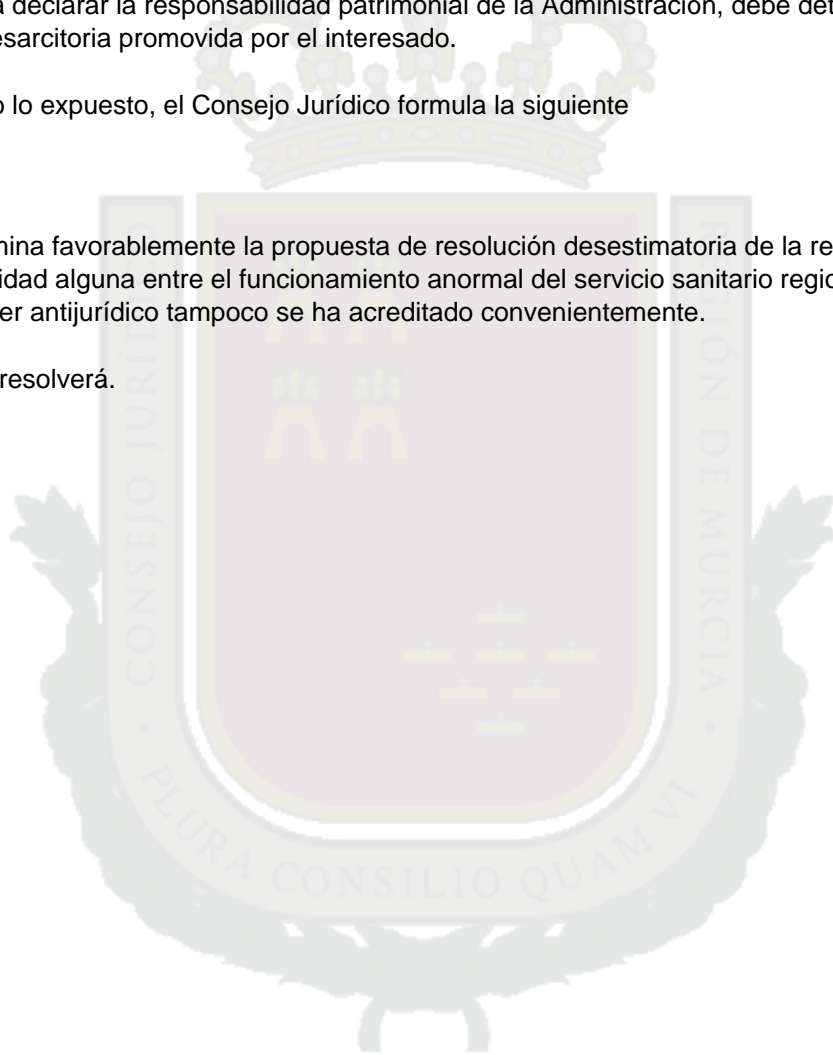 a declarar la responsabilidad patrimonial de la Administración, debe det
esarcitoria promovida por el interesado.
o lo expuesto, el Consejo Jurídico formula la siguiente
mina favorablemente la propuesta de resolución desestimatoria de la re
idad alguna entre el funcionamiento anormal del servicio sanitario regio
er antijurídico tampoco se ha acreditado convenientemente.
resolverá.
CONSEJO JURÍDICO
REGIÓN DE MURCIA
PLURA CONSILIO QUAM VI